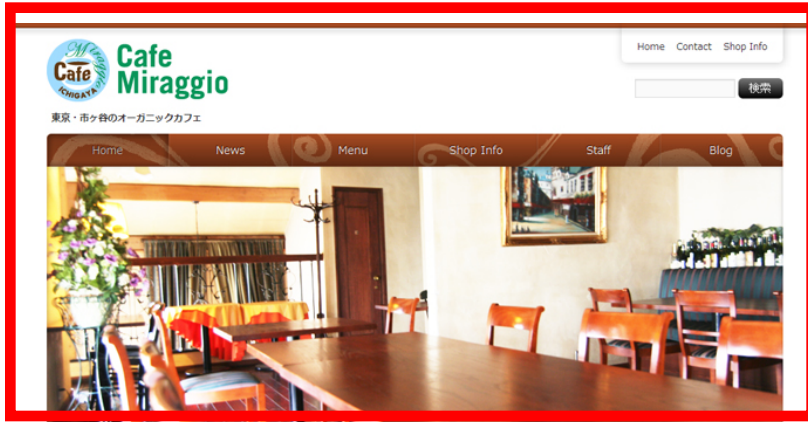 Home Contact Shop Info
Miraggio
Cafe
ICHIGAYA
Cafe
Miraggio
検索
東京・市ヶ谷のオーガニックカフェ
Home News Menu Shop Info Staff Blog